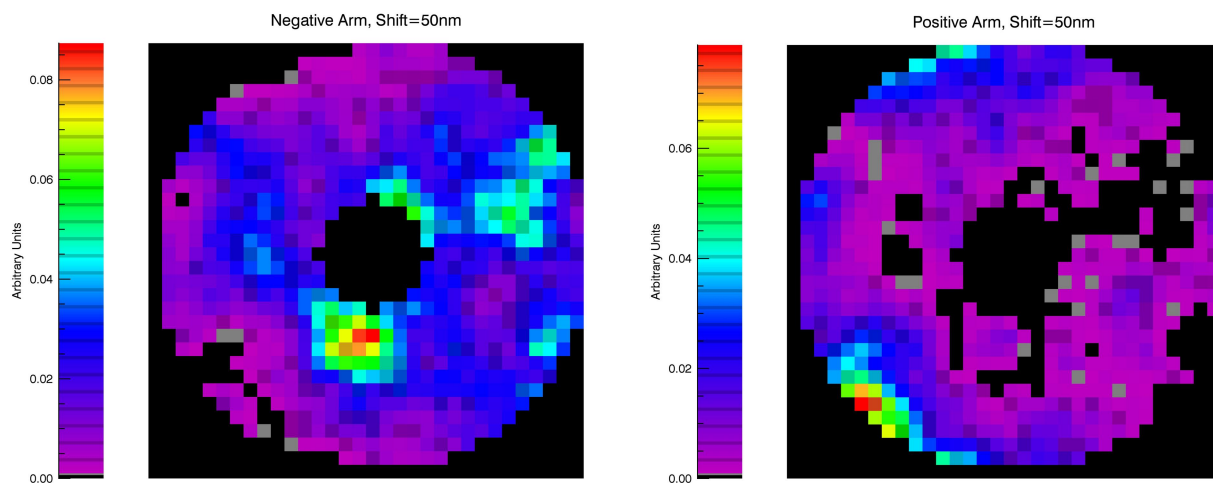 Negative Arm, Shift=50nm
0.08
0.06
0.04
0.02
0.00
Arbitrary Units
Positive Arm, Shift=50nm
0.06
0.04
0.02
0.00
Arbitrary Units